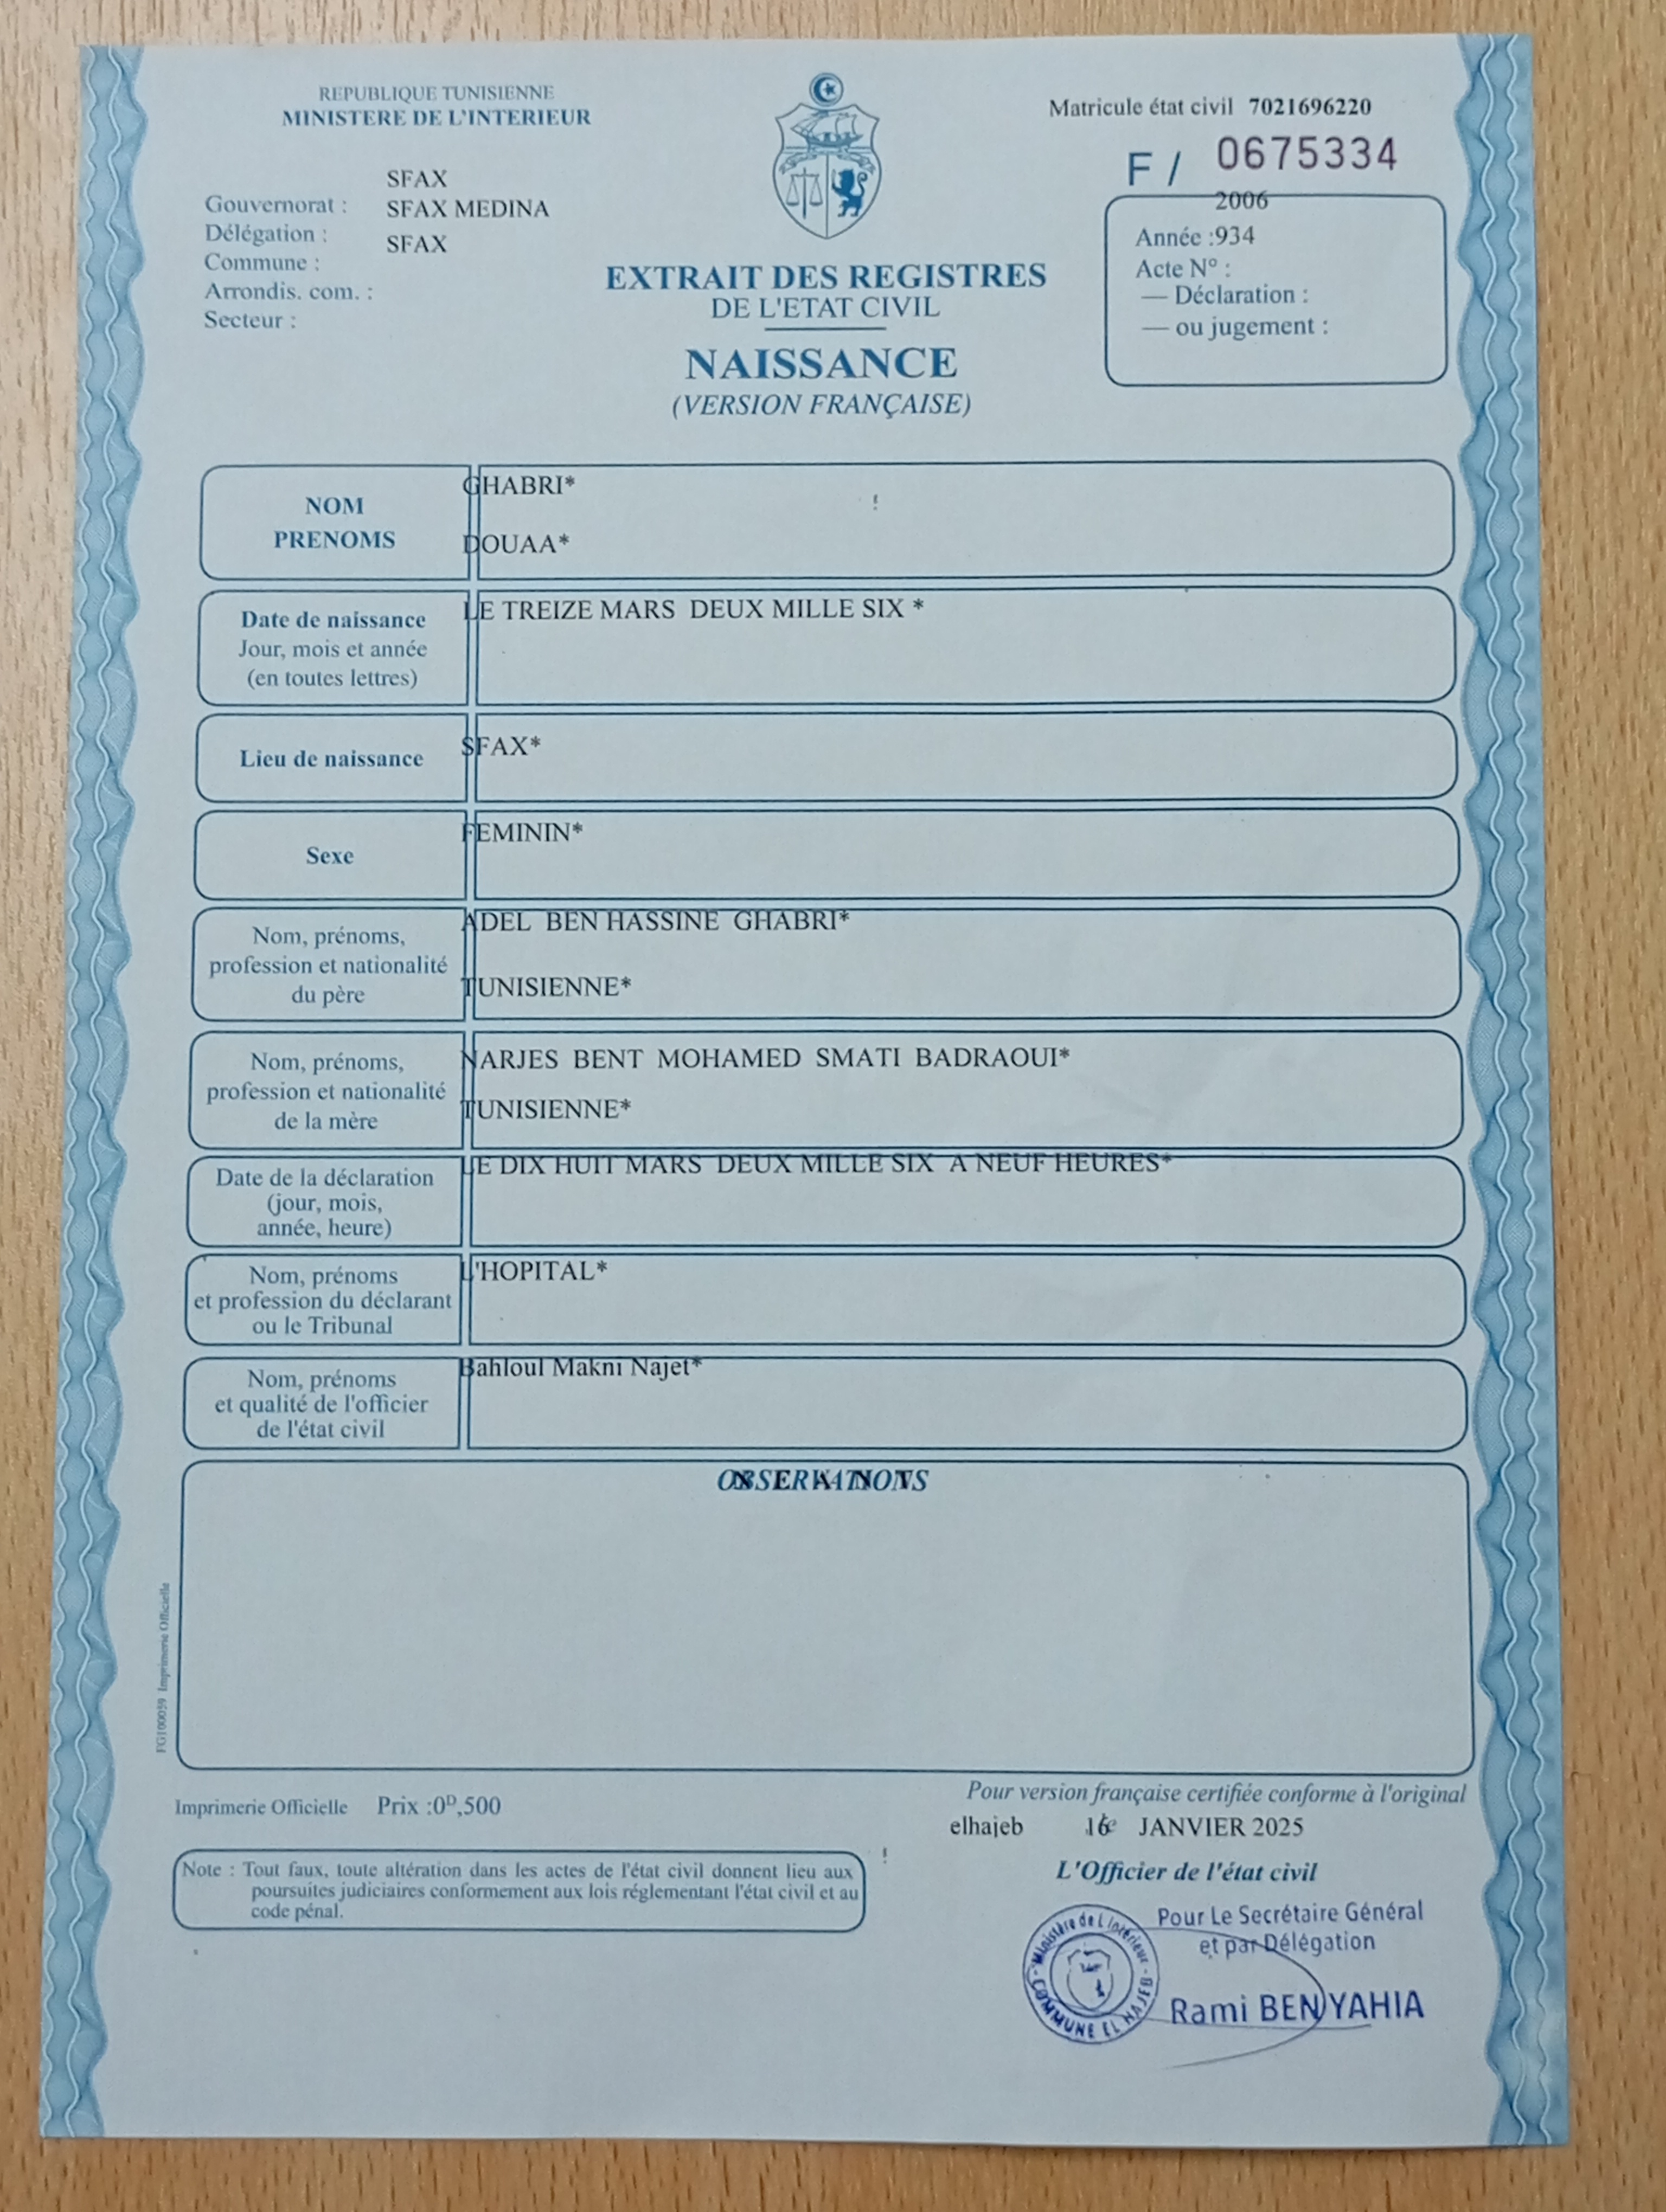 REPUBLIQUE TUNISIENNE
MINISTERE DE L'INTERIEUR
SFAX
Gouvernorat : SFAX MEDINA
Délégation : SFAX
Commune :
Arrondis. com. :
Secteur :
EXTRAIT DES REGISTRES
DE L'ETAT CIVIL
NAISSANCE
(VERSION FRANÇAISE)
Matricule état civil 7021696220
F / 0675334
2006
Année :934
Acte N° :
— Déclaration :
— ou jugement :
NOM
PRENOMS
GHABRI*
DOUAA*
Date de naissance
Jour, mois et année
(en toutes lettres)
LE TREIZE MARS DEUX MILLE SIX *
Lieu de naissance
SFAX*
Sexe
FEMININ*
Nom, prénoms,
profession et nationalité
du père
ADEL BEN HASSINE GHABRI*
TUNISIENNE*
Nom, prénoms,
profession et nationalité
de la mère
NARJES BENT MOHAMED SMATI BADRAOUI*
TUNISIENNE*
Date de la déclaration
(jour, mois,
année, heure)
LE DIX HUIT MARS DEUX MILLE SIX A NEUF HEURES*
Nom, prénoms
et profession du déclarant
ou le Tribunal
L'HOPITAL*
Nom, prénoms
et qualité de l'officier
de l'état civil
Bahloul Makni Najet*
OBSERVATIONS
FG100059 Imprimerie Officielle
Imprimerie Officielle Prix :0ᴰ,500
Note : Tout faux, toute altération dans les actes de l'état civil donnent lieu aux
poursuites judiciaires conformement aux lois réglementant l'état civil et au
code pénal.
Pour version française certifiée conforme à l'original
elhajeb 16 JANVIER 2025
L'Officier de l'état civil
Pour Le Secrétaire Général
et par Délégation
Rami BEN YAHIA
Ministère de L'intérieur
COMMUNE EL HAJEB